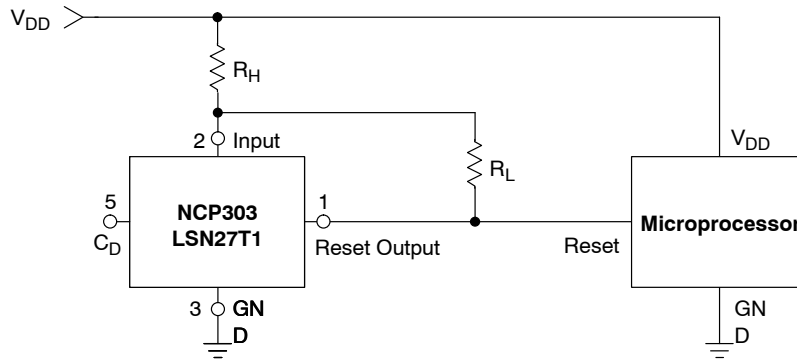 VDD
RH
2 Input
VDD
RL
5
NCP303
LSN27T1
1
Microprocessor
CD
Reset Output
Reset
3 GN
D
GN
D